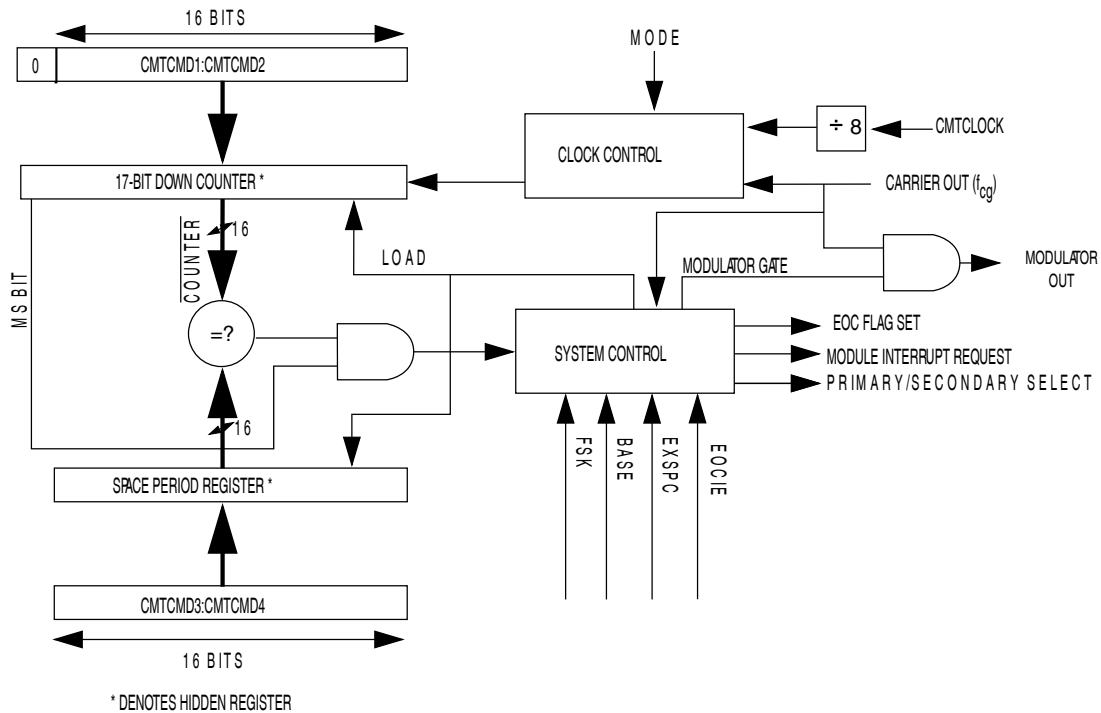 16 BITS
0
CMTCMD1:CMTCMD2
MODE
÷ 8
CMTCLOCK
CLOCK CONTROL
17-BIT DOWN COUNTER *
CARRIER OUT (fcg)
16
COUNTER
MS BIT
LOAD
MODULATOR GATE
MODULATOR
OUT
=?
EOC FLAG SET
SYSTEM CONTROL
MODULE INTERRUPT REQUEST
PRIMARY/SECONDARY SELECT
16
FSK
BASE
EXSPC
EOCIE
SPACE PERIOD REGISTER *
CMTCMD3:CMTCMD4
16 BITS
* DENOTES HIDDEN REGISTER